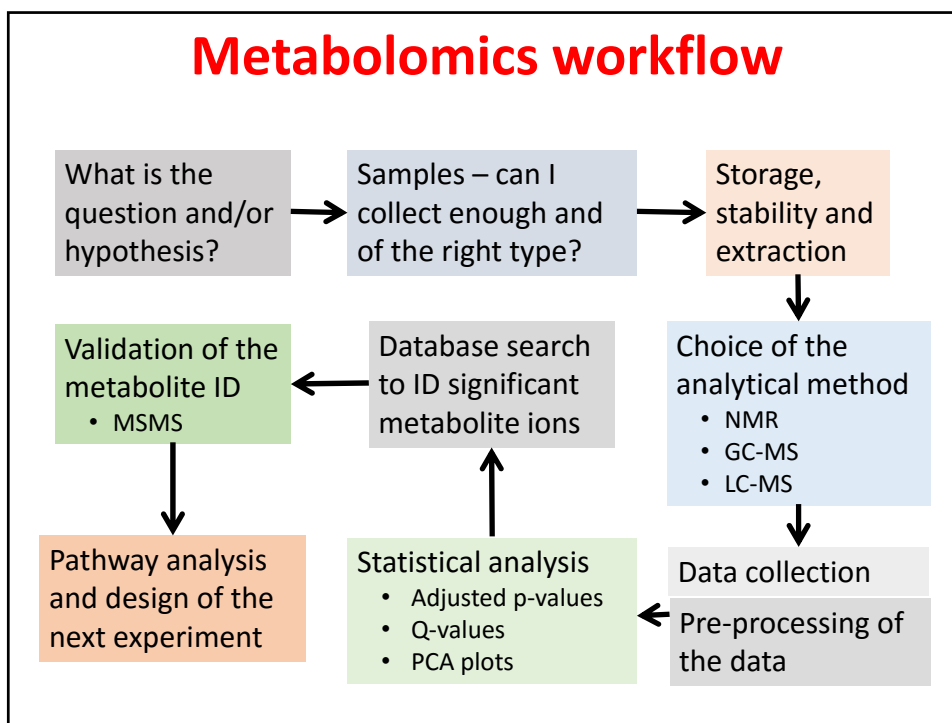 Metabolomics workflow
What is the
question and/or
hypothesis?
Samples – can I
collect enough and
of the right type?
Storage,
stability and
extraction
Choice of the
analytical method
• NMR
• GC-MS
• LC-MS
Data collection
Pre-processing of
the data
Statistical analysis
• Adjusted p-values
• Q-values
• PCA plots
Database search
to ID significant
metabolite ions
Validation of the
metabolite ID
• MSMS
Pathway analysis
and design of the
next experiment